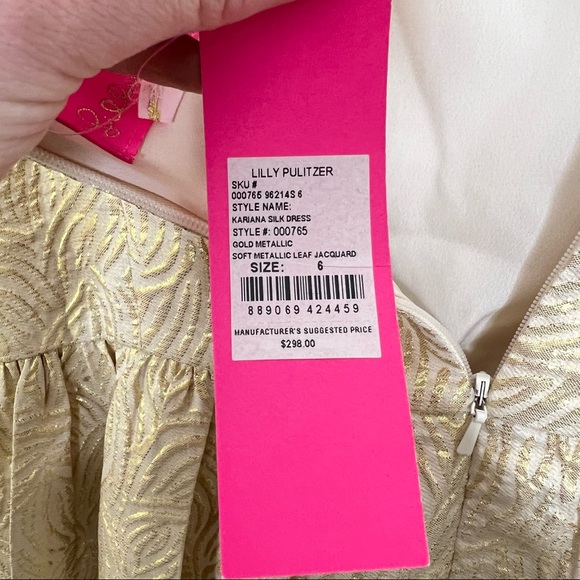 LILLY PULITZER
SKU #
000765 96214S 6
STYLE NAME:
KARIANA SILK DRESS
STYLE #: 000765
GOLD METALLIC
SOFT METALLIC LEAF JACQUARD
SIZE: 6
889069 424459
MANUFACTURER'S SUGGESTED PRICE
$298.00